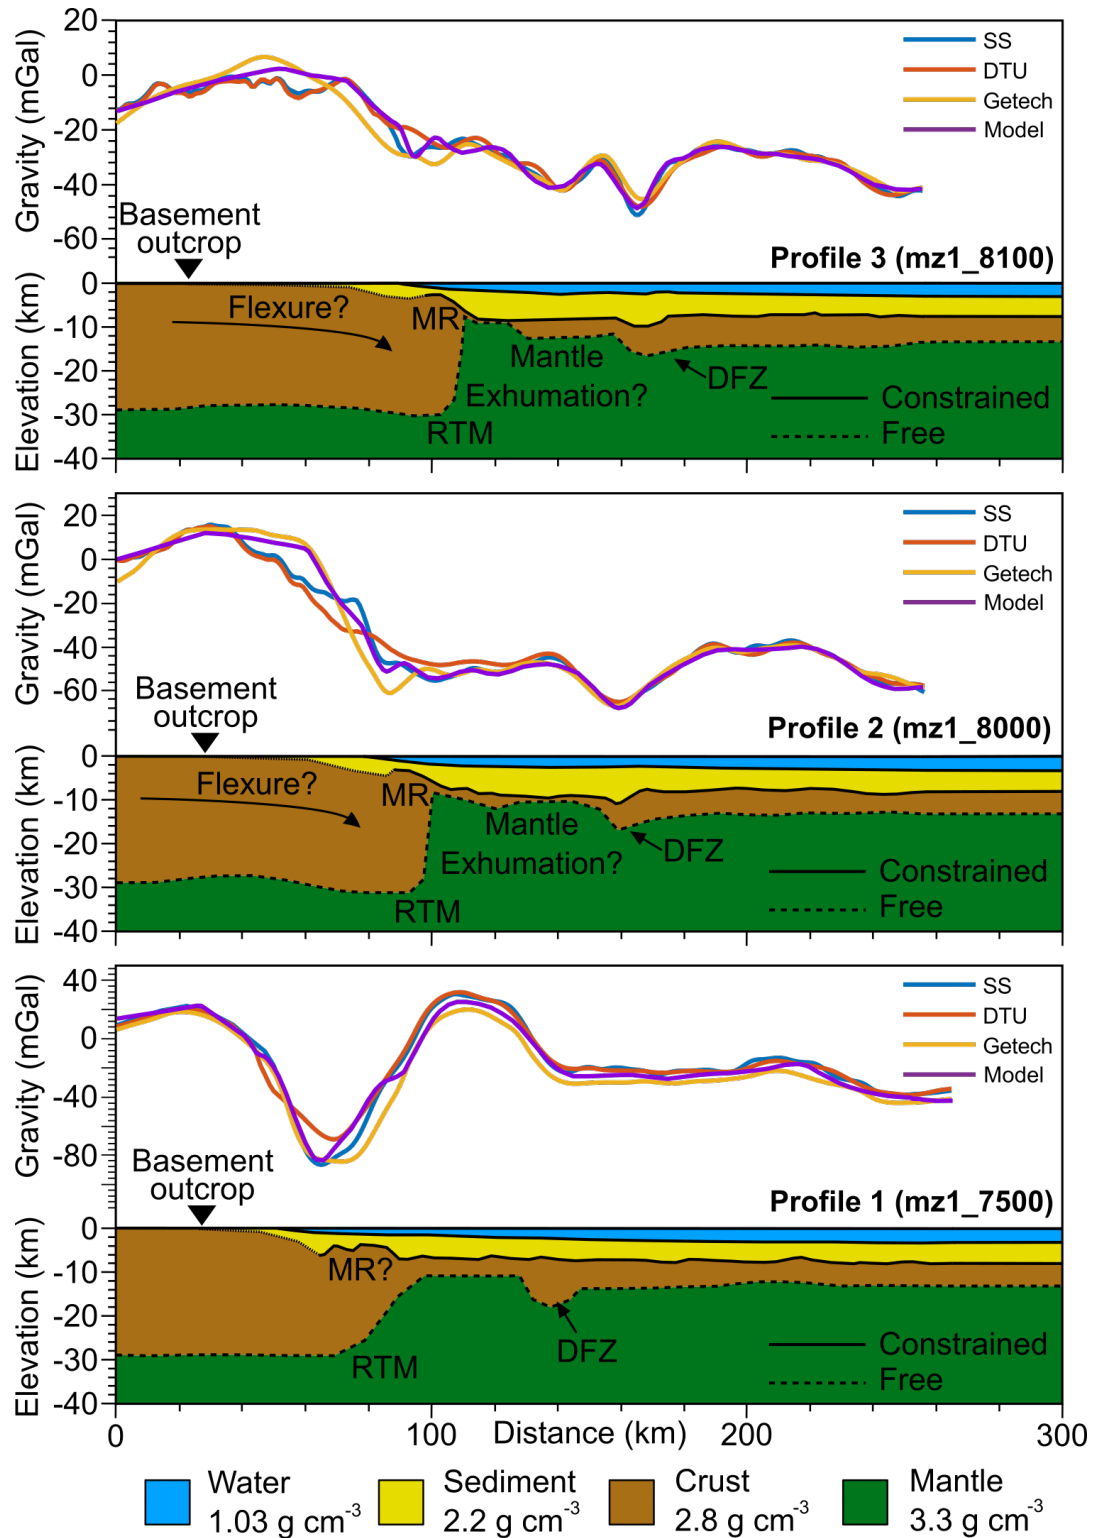 20
0
-20
-40
-60
Gravity (mGal)
SS
DTU
Getech
Model
Basement
outcrop
Profile 3 (mz1_8100)
0
-10
-20
-30
-40
Elevation (km)
Flexure?
MR
Mantle
Exhumation?
DFZ
RTM
Constrained
Free
20
0
-20
-40
-60
Gravity (mGal)
SS
DTU
Getech
Model
Basement
outcrop
Profile 2 (mz1_8000)
0
-10
-20
-30
-40
Elevation (km)
Flexure?
MR
Mantle
Exhumation?
DFZ
RTM
Constrained
Free
40
0
-40
-80
Gravity (mGal)
SS
DTU
Getech
Model
Basement
outcrop
Profile 1 (mz1_7500)
0
-10
-20
-30
-40
Elevation (km)
MR?
RTM
DFZ
Constrained
Free
0 100 200 300
Distance (km)
Water
1.03 g cm⁻³
Sediment
2.2 g cm⁻³
Crust
2.8 g cm⁻³
Mantle
3.3 g cm⁻³